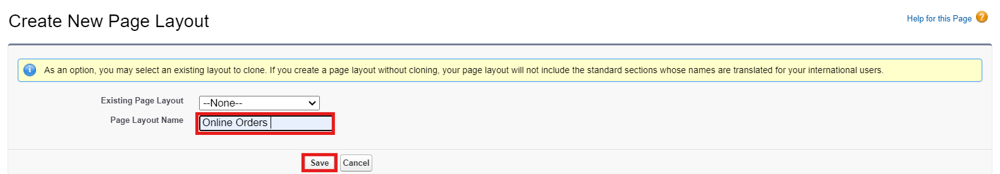 Create New Page Layout
Help for this Page ?
As an option, you may select an existing layout to clone. If you create a page layout without cloning, your page layout will not include the standard sections whose names are translated for your international users.
Existing Page Layout --None--
Page Layout Name Online Orders
Save Cancel